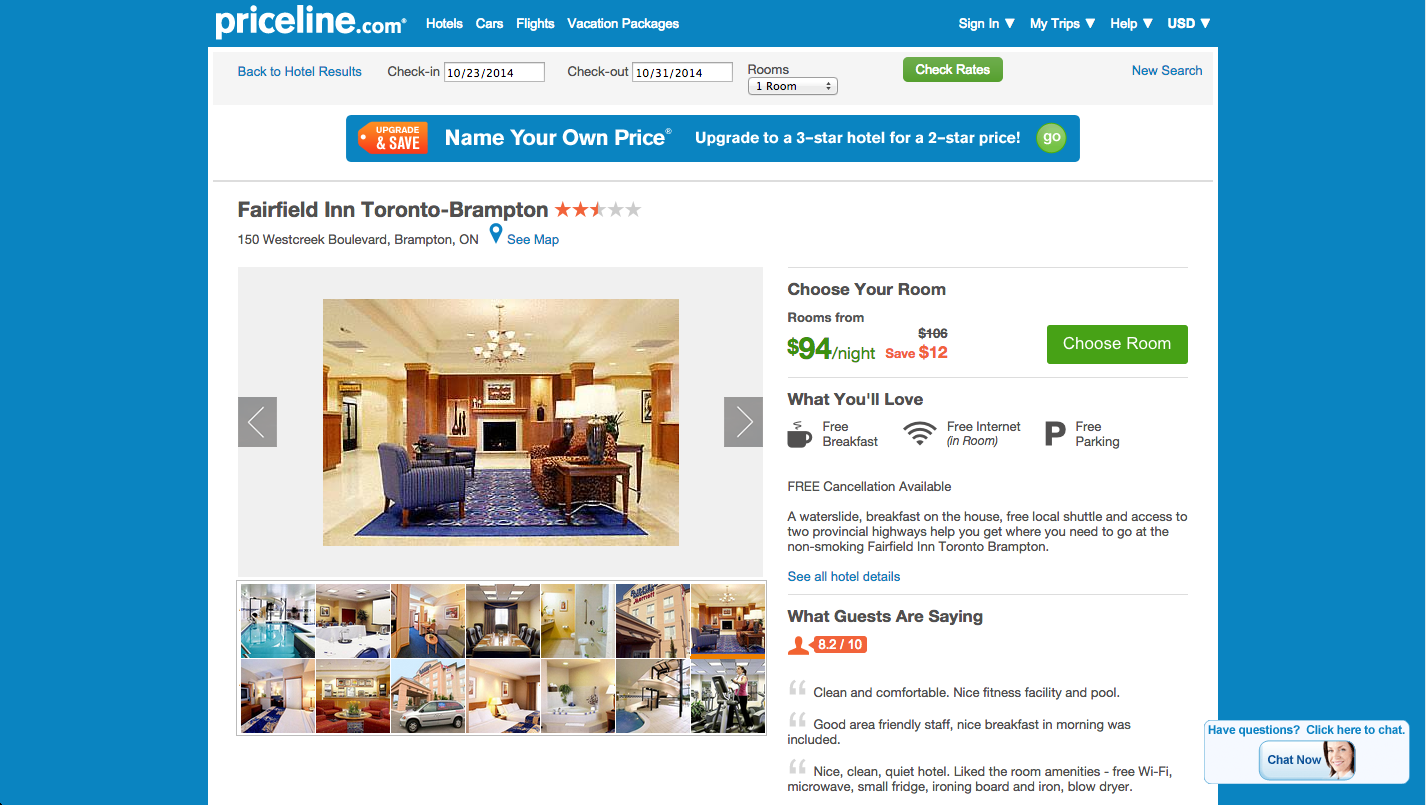 priceline.com®
Hotels Cars Flights Vacation Packages
Sign In ▼ My Trips ▼ Help ▼ USD ▼
Back to Hotel Results
Check-in 10/23/2014
Check-out 10/31/2014
Rooms
1 Room
Check Rates
New Search
UPGRADE
& SAVE
Name Your Own Price®
Upgrade to a 3-star hotel for a 2-star price!
go
Fairfield Inn Toronto-Brampton
150 Westcreek Boulevard, Brampton, ON
See Map
Choose Your Room
Rooms from
$106
$94/night Save $12
Choose Room
What You'll Love
Free
Breakfast
Free Internet
(in Room)
P
Free
Parking
FREE Cancellation Available
A waterslide, breakfast on the house, free local shuttle and access to
two provincial highways help you get where you need to go at the
non-smoking Fairfield Inn Toronto Brampton.
See all hotel details
What Guests Are Saying
8.2 / 10
“ Clean and comfortable. Nice fitness facility and pool.
“ Good area friendly staff, nice breakfast in morning was
included.
“ Nice, clean, quiet hotel. Liked the room amenities - free Wi-Fi,
microwave, small fridge, ironing board and iron, blow dryer.
Have questions? Click here to chat.
Chat Now